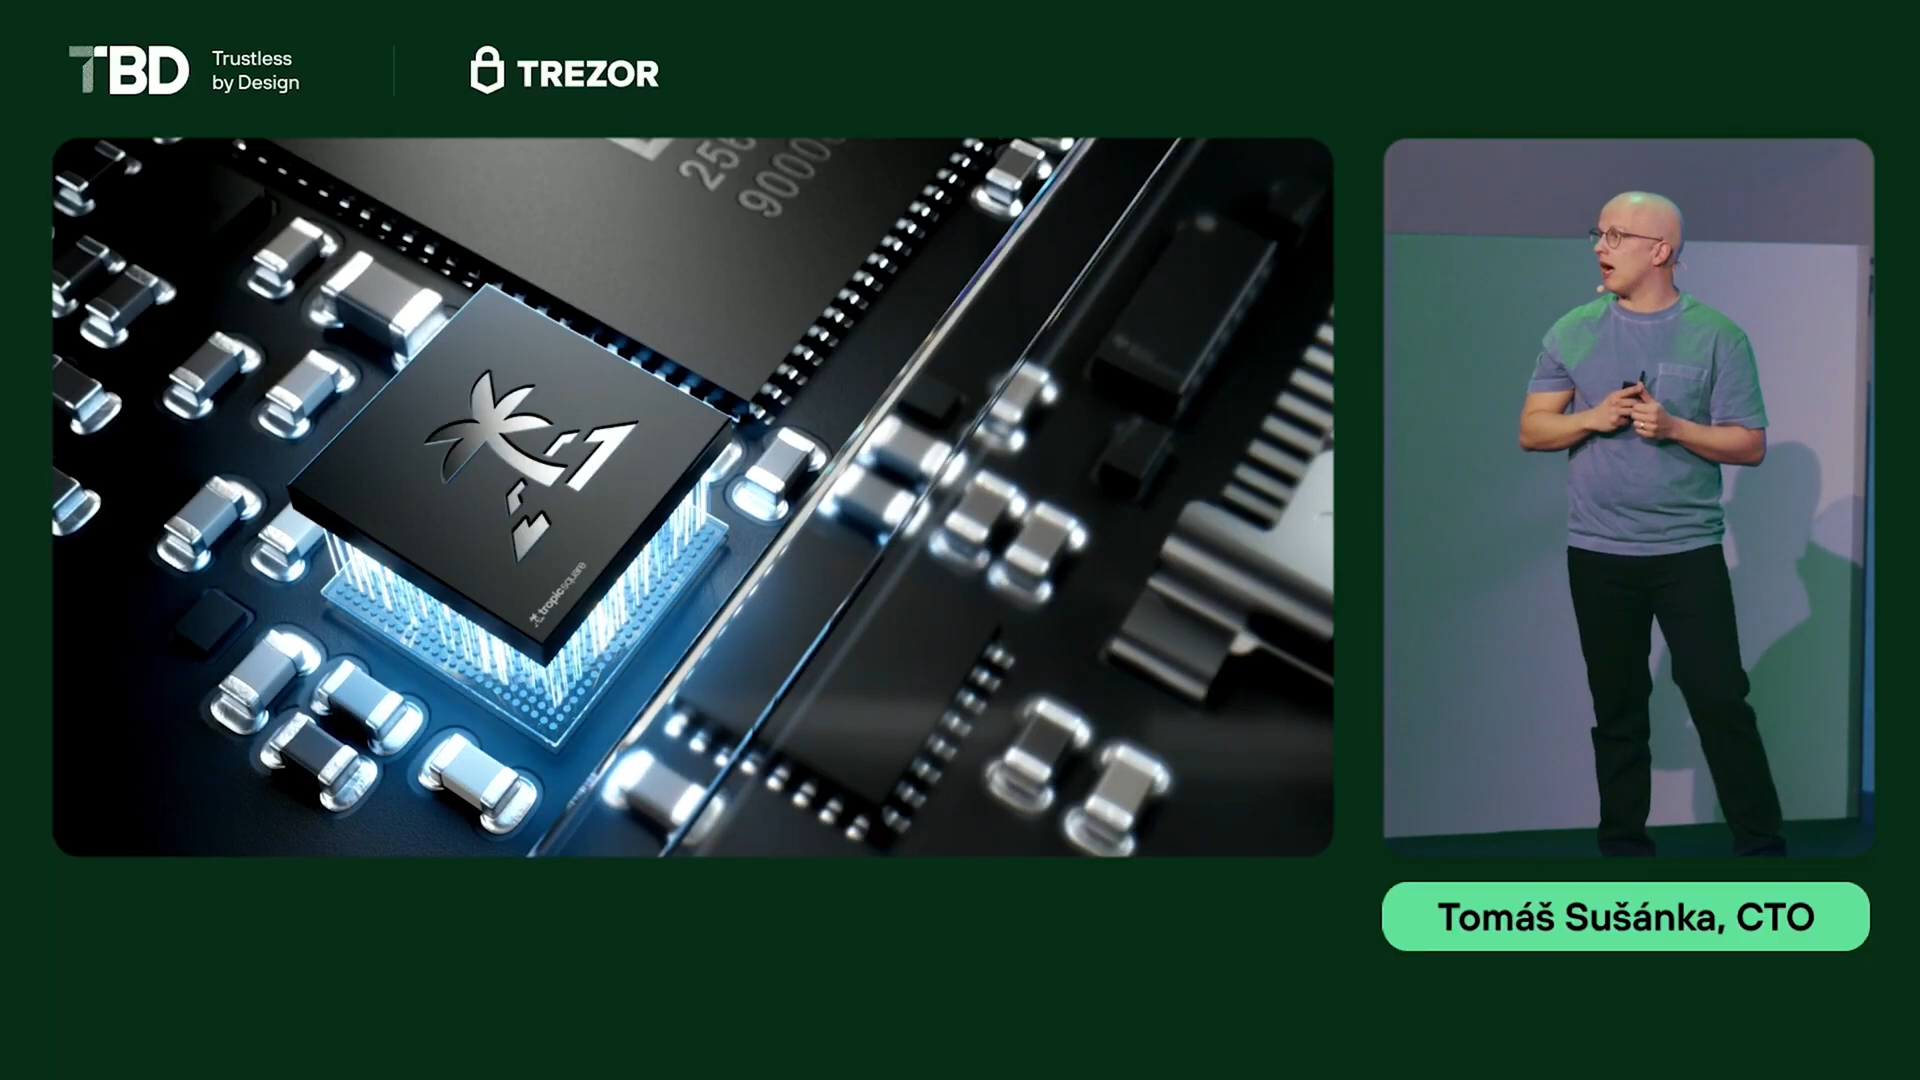 TBD
Trustless
by Design
TREZOR
tropicsquare
Tomáš Sušánka, CTO